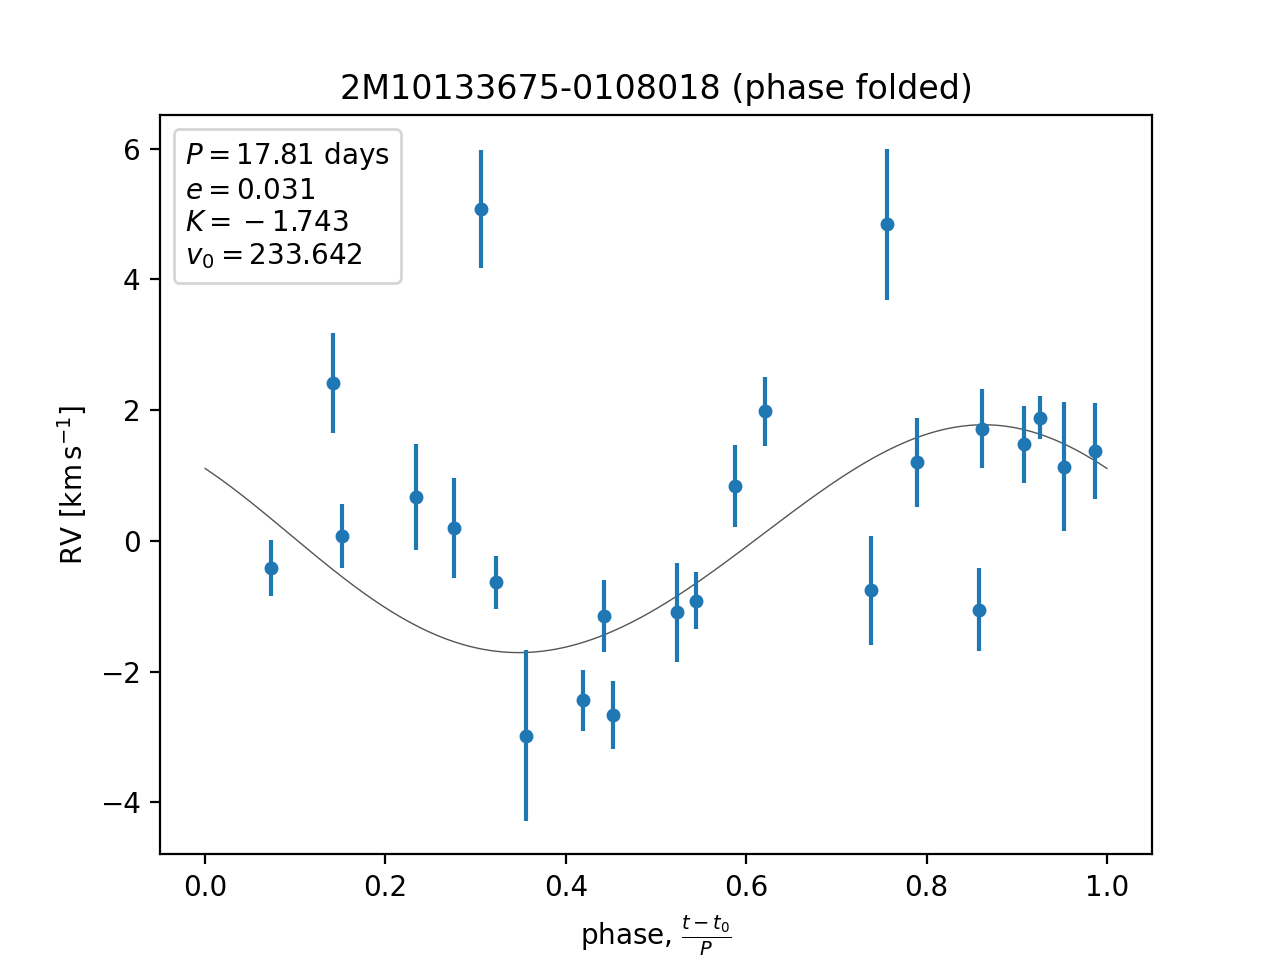 2M10133675-0108018 (phase folded)
P = 17.81 days
e = 0.031
K = −1.743
v₀ = 233.642
RV [km s⁻¹]
6
4
2
0
−2
−4
0.0 0.2 0.4 0.6 0.8 1.0
phase, (t − t₀)/P